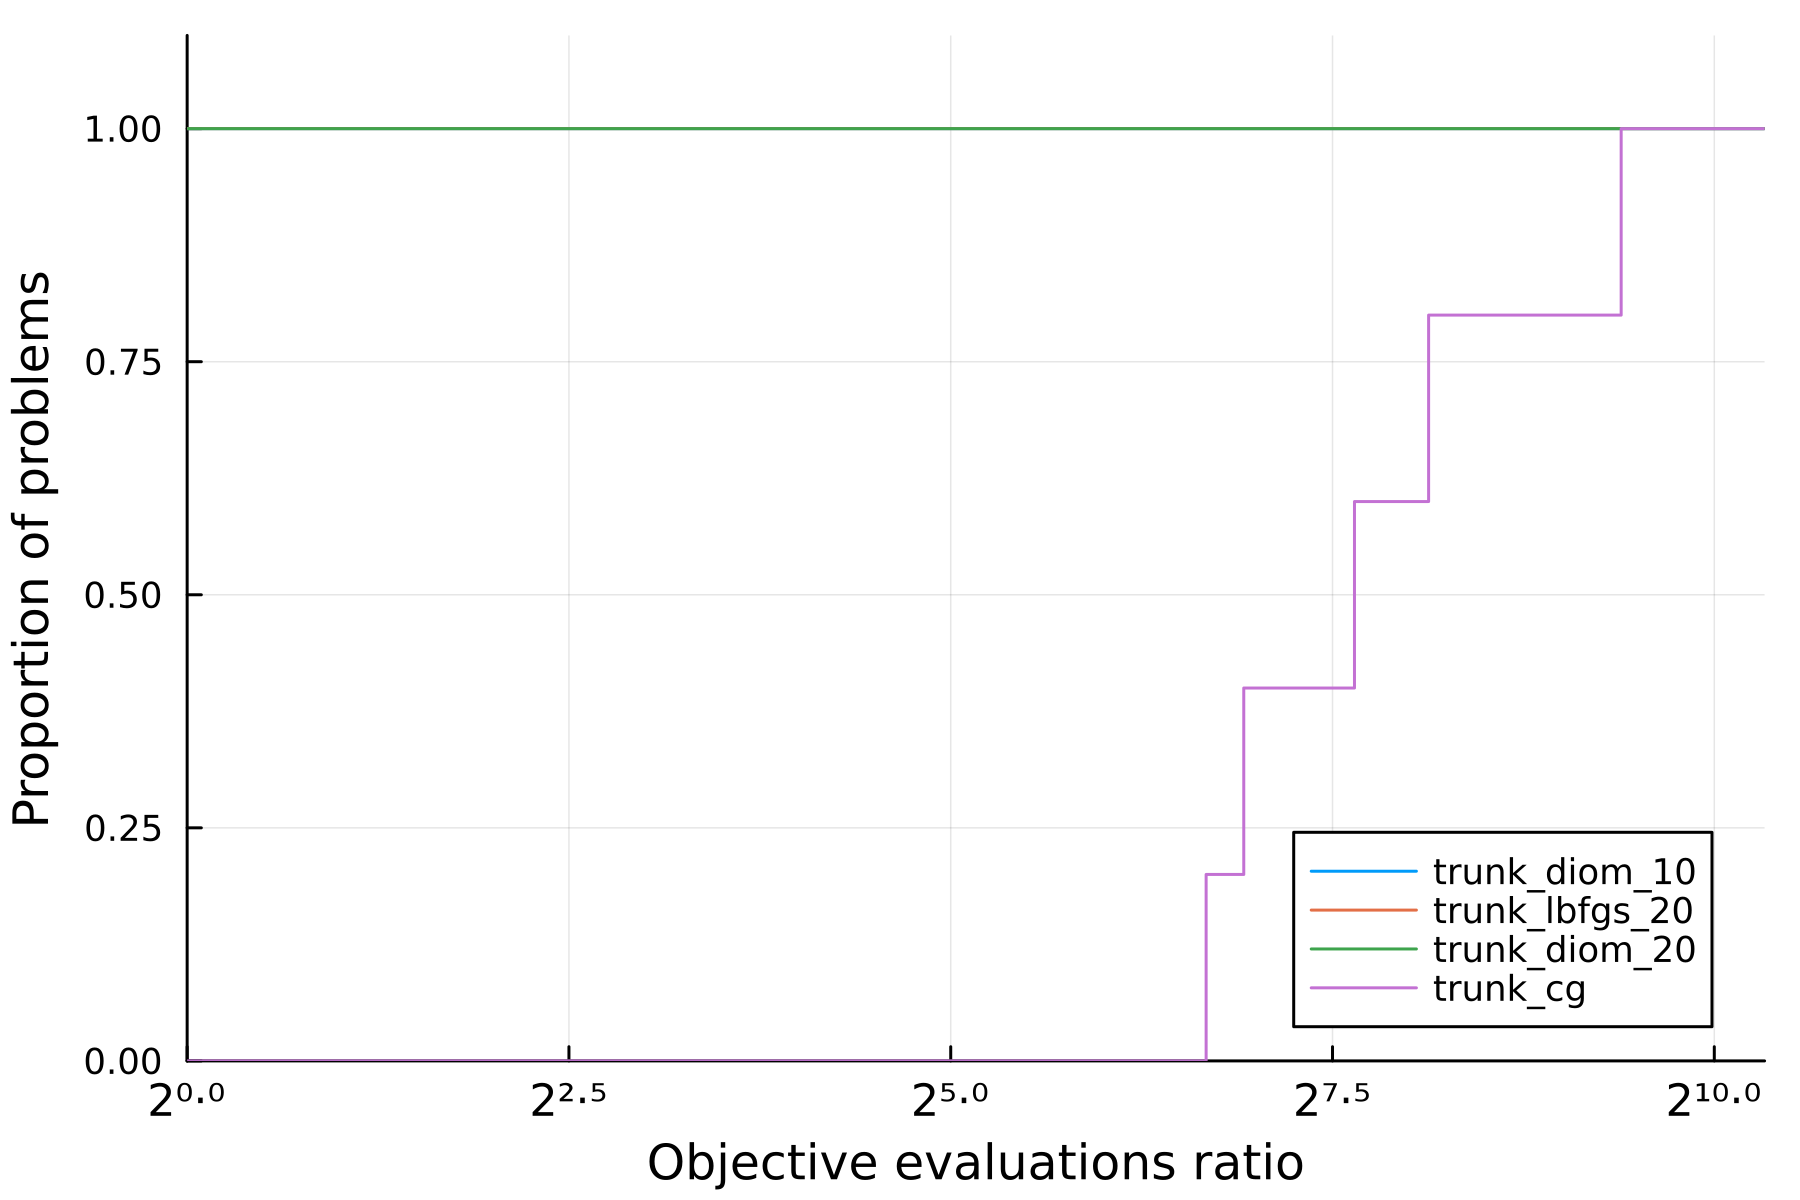 Proportion of problems
1.00
0.75
0.50
0.25
0.00
2⁰·⁰ 2²·⁵ 2⁵·⁰ 2⁷·⁵ 2¹⁰·⁰
Objective evaluations ratio
trunk_diom_10
trunk_lbfgs_20
trunk_diom_20
trunk_cg